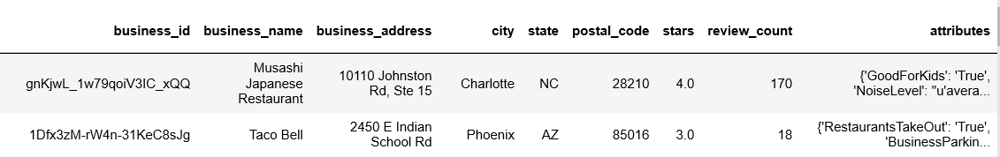 business_id business_name business_address city state postal_code stars review_count attributes
Musashi
Japanese
Restaurant
10110 Johnston
Rd, Ste 15
gnKjwL_1w79qoiV3IC_xQQ Charlotte NC 28210 4.0 170
{'GoodForKids': 'True',
'NoiseLevel': "u'avera...
1Dfx3zM-rW4n-31KeC8sJg Taco Bell
2450 E Indian
School Rd
Phoenix AZ 85016 3.0 18
{'RestaurantsTakeOut': 'True',
'BusinessParkin...